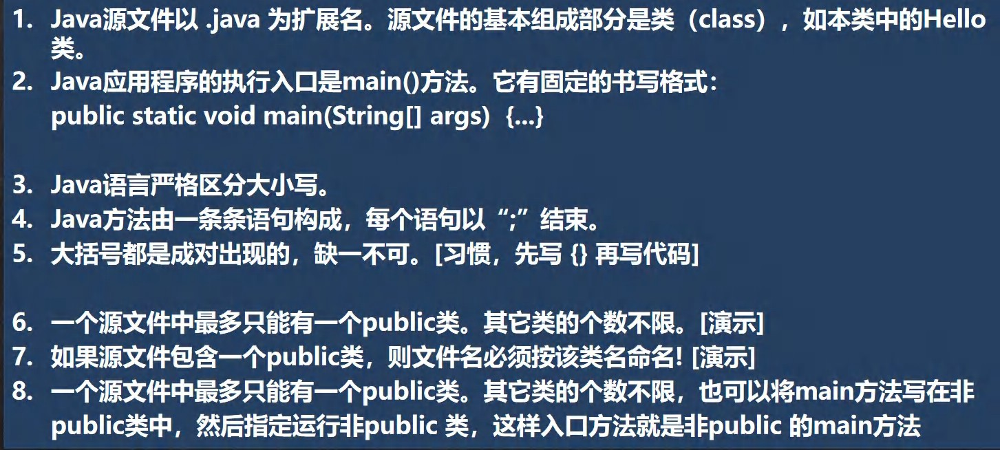 1. Java源文件以 .java 为扩展名。源文件的基本组成部分是类（class），如本类中的Hello
类。
2. Java应用程序的执行入口是main()方法。它有固定的书写格式：
public static void main(String[] args)  {...}
3. Java语言严格区分大小写。
4. Java方法由一条条语句构成，每个语句以“;”结束。
5. 大括号都是成对出现的，缺一不可。[习惯，先写 {} 再写代码]
6. 一个源文件中最多只能有一个public类。其它类的个数不限。[演示]
7. 如果源文件包含一个public类，则文件名必须按该类名命名! [演示]
8. 一个源文件中最多只能有一个public类。其它类的个数不限，也可以将main方法写在非
public类中，然后指定运行非public 类，这样入口方法就是非public 的main方法